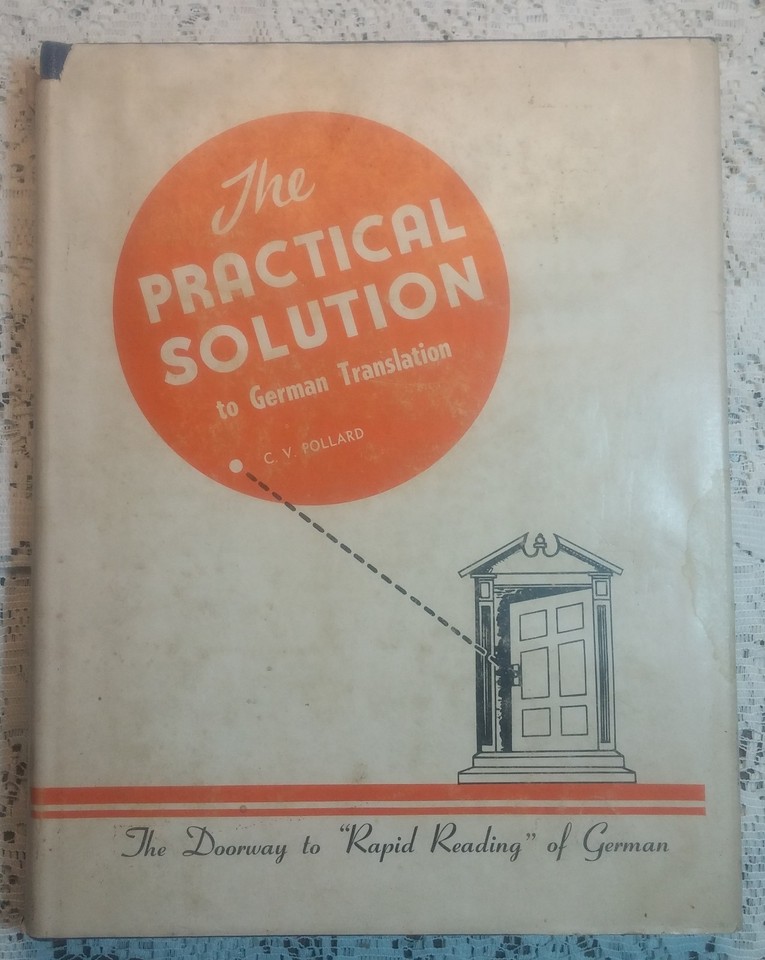 The
PRACTICAL
SOLUTION
to German Translation
C. V. POLLARD
The Doorway to "Rapid Reading" of German